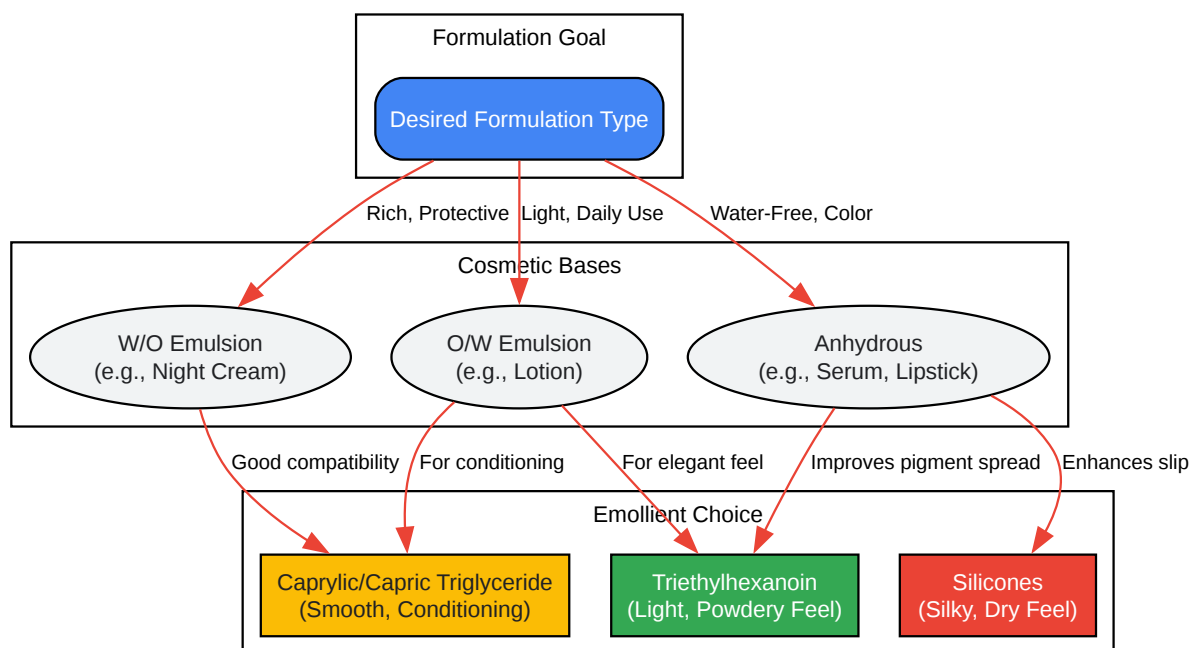 Formulation Goal
Desired Formulation Type
Rich, Protective
Light, Daily Use
Water-Free, Color
Cosmetic Bases
W/O Emulsion
(e.g., Night Cream)
O/W Emulsion
(e.g., Lotion)
Anhydrous
(e.g., Serum, Lipstick)
Good compatibility
For conditioning
For elegant feel
Improves pigment spread
Enhances slip
Emollient Choice
Caprylic/Capric Triglyceride
(Smooth, Conditioning)
Triethylhexanoin
(Light, Powdery Feel)
Silicones
(Silky, Dry Feel)